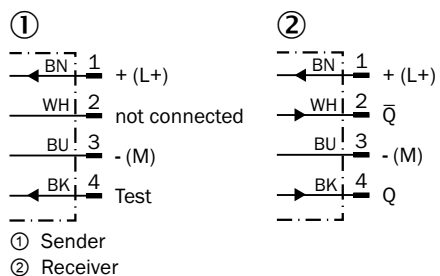 ① ②
BN 1 + (L+)
WH 2 not connected
BU 3 - (M)
BK 4 Test
BN 1 + (L+)
WH 2 Q̅
BU 3 - (M)
BK 4 Q
① Sender
② Receiver